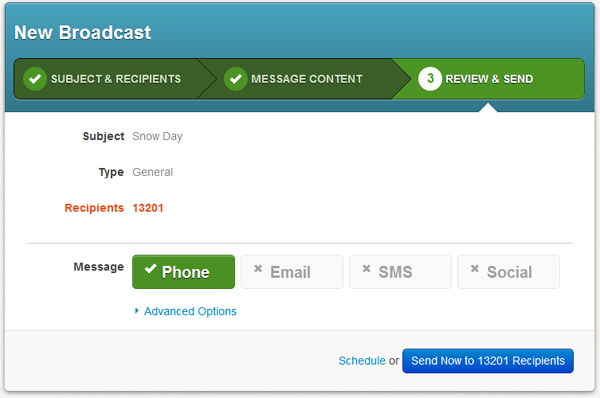 New Broadcast
SUBJECT & RECIPIENTS MESSAGE CONTENT 3 REVIEW & SEND
Subject Snow Day
Type General
Recipients 13201
Message Phone Email SMS Social
Advanced Options
Schedule or Send Now to 13201 Recipients